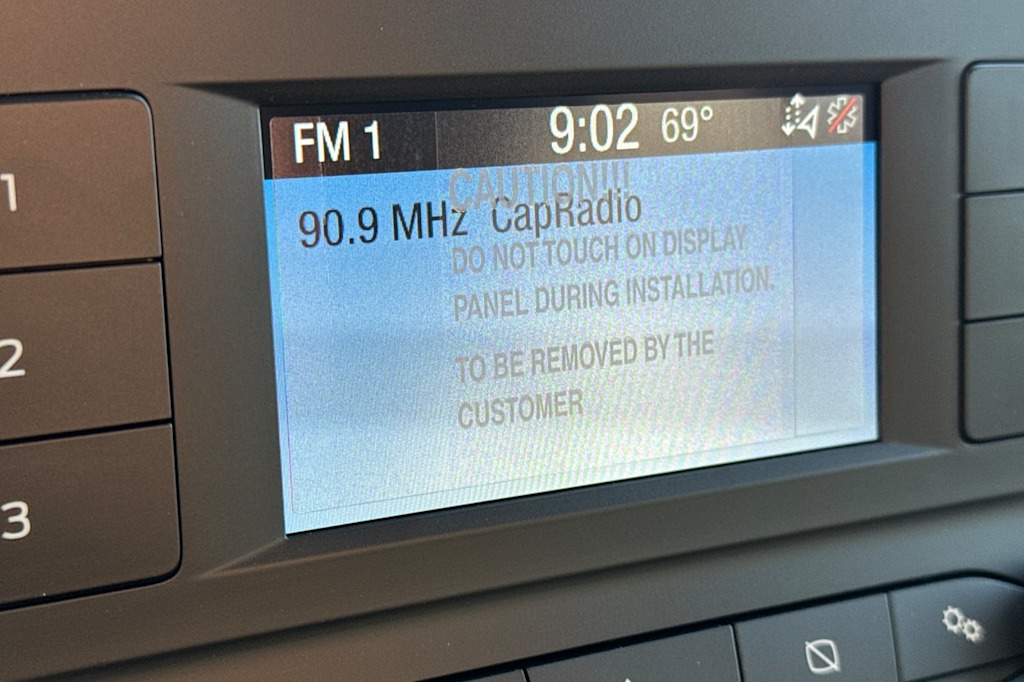 FM 1 9:02 69°
CAUTION!!!
90.9 MHz CapRadio
DO NOT TOUCH ON DISPLAY
PANEL DURING INSTALLATION.
TO BE REMOVED BY THE
CUSTOMER
1
2
3